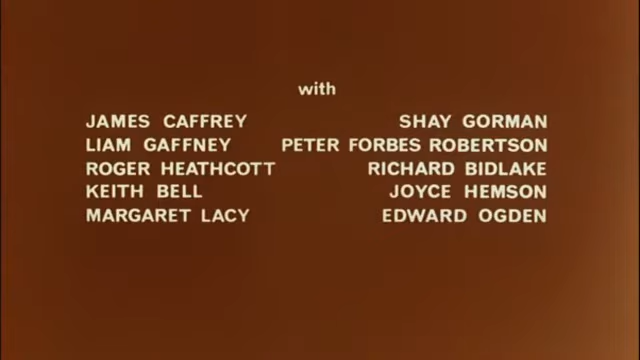 with
JAMES CAFFREY SHAY GORMAN
LIAM GAFFNEY PETER FORBES ROBERTSON
ROGER HEATHCOTT RICHARD BIDLAKE
KEITH BELL JOYCE HEMSON
MARGARET LACY EDWARD OGDEN